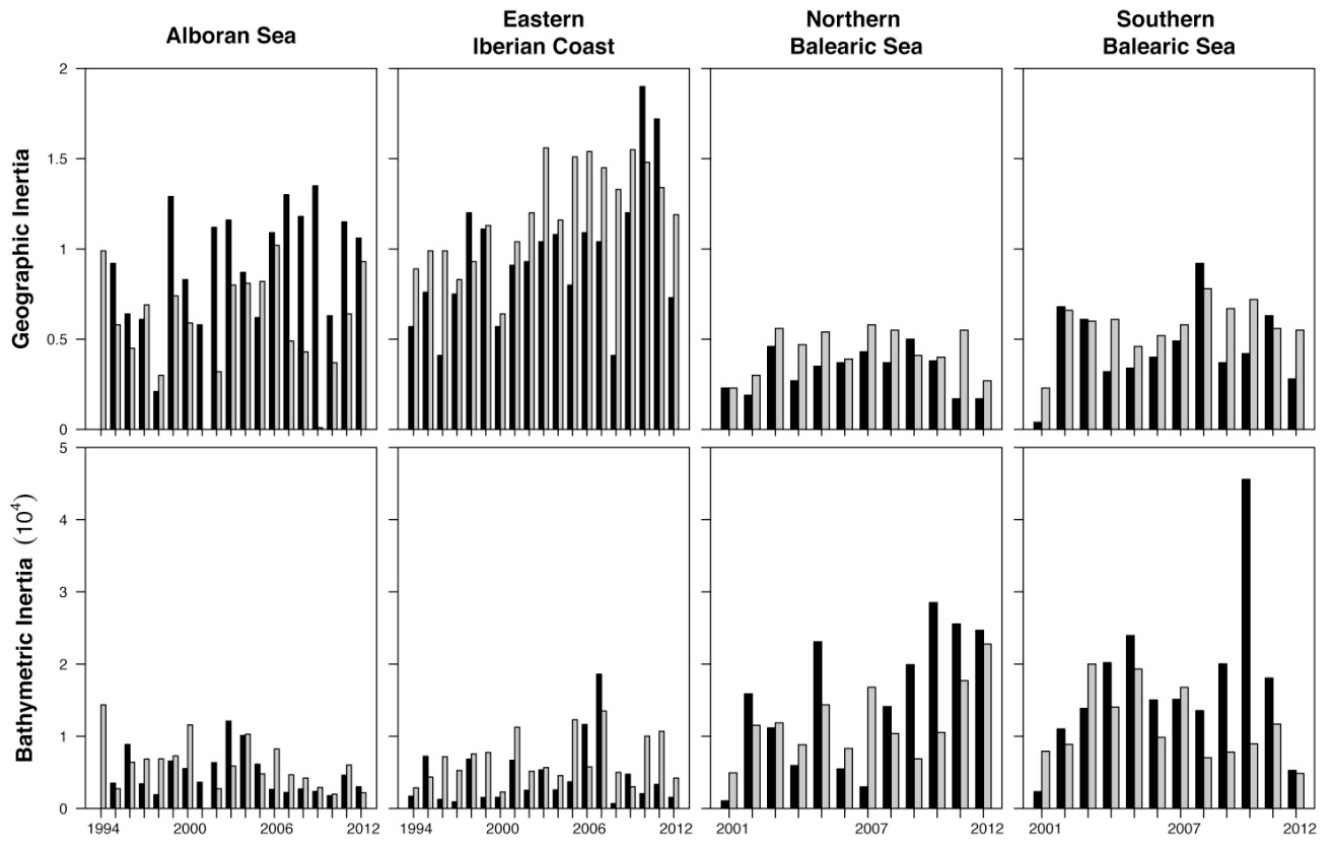 Alboran Sea
Eastern
Iberian Coast
Northern
Balearic Sea
Southern
Balearic Sea
Geographic Inertia
2
1.5
1
0.5
0
Bathymetric Inertia (10⁴)
5
4
3
2
1
0
1994 2000 2006 2012
1994 2000 2006 2012
2001 2007 2012
2001 2007 2012